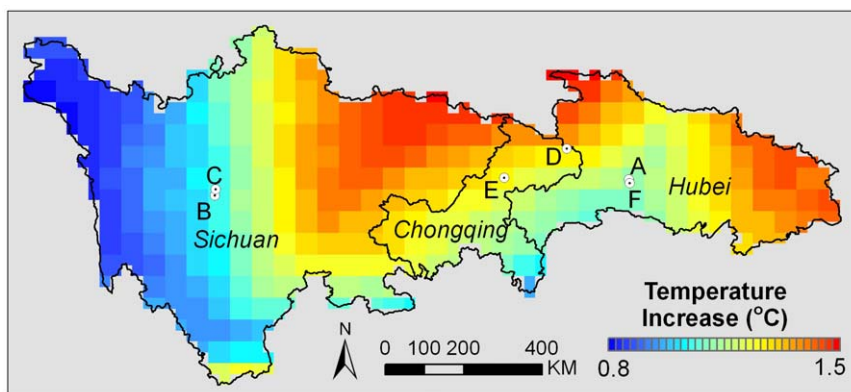 D
A
C
E
Hubei
B
F
Sichuan
Chongqing
Temperature
Increase (°C)
N
0 100 200 400
KM
0.8 1.5